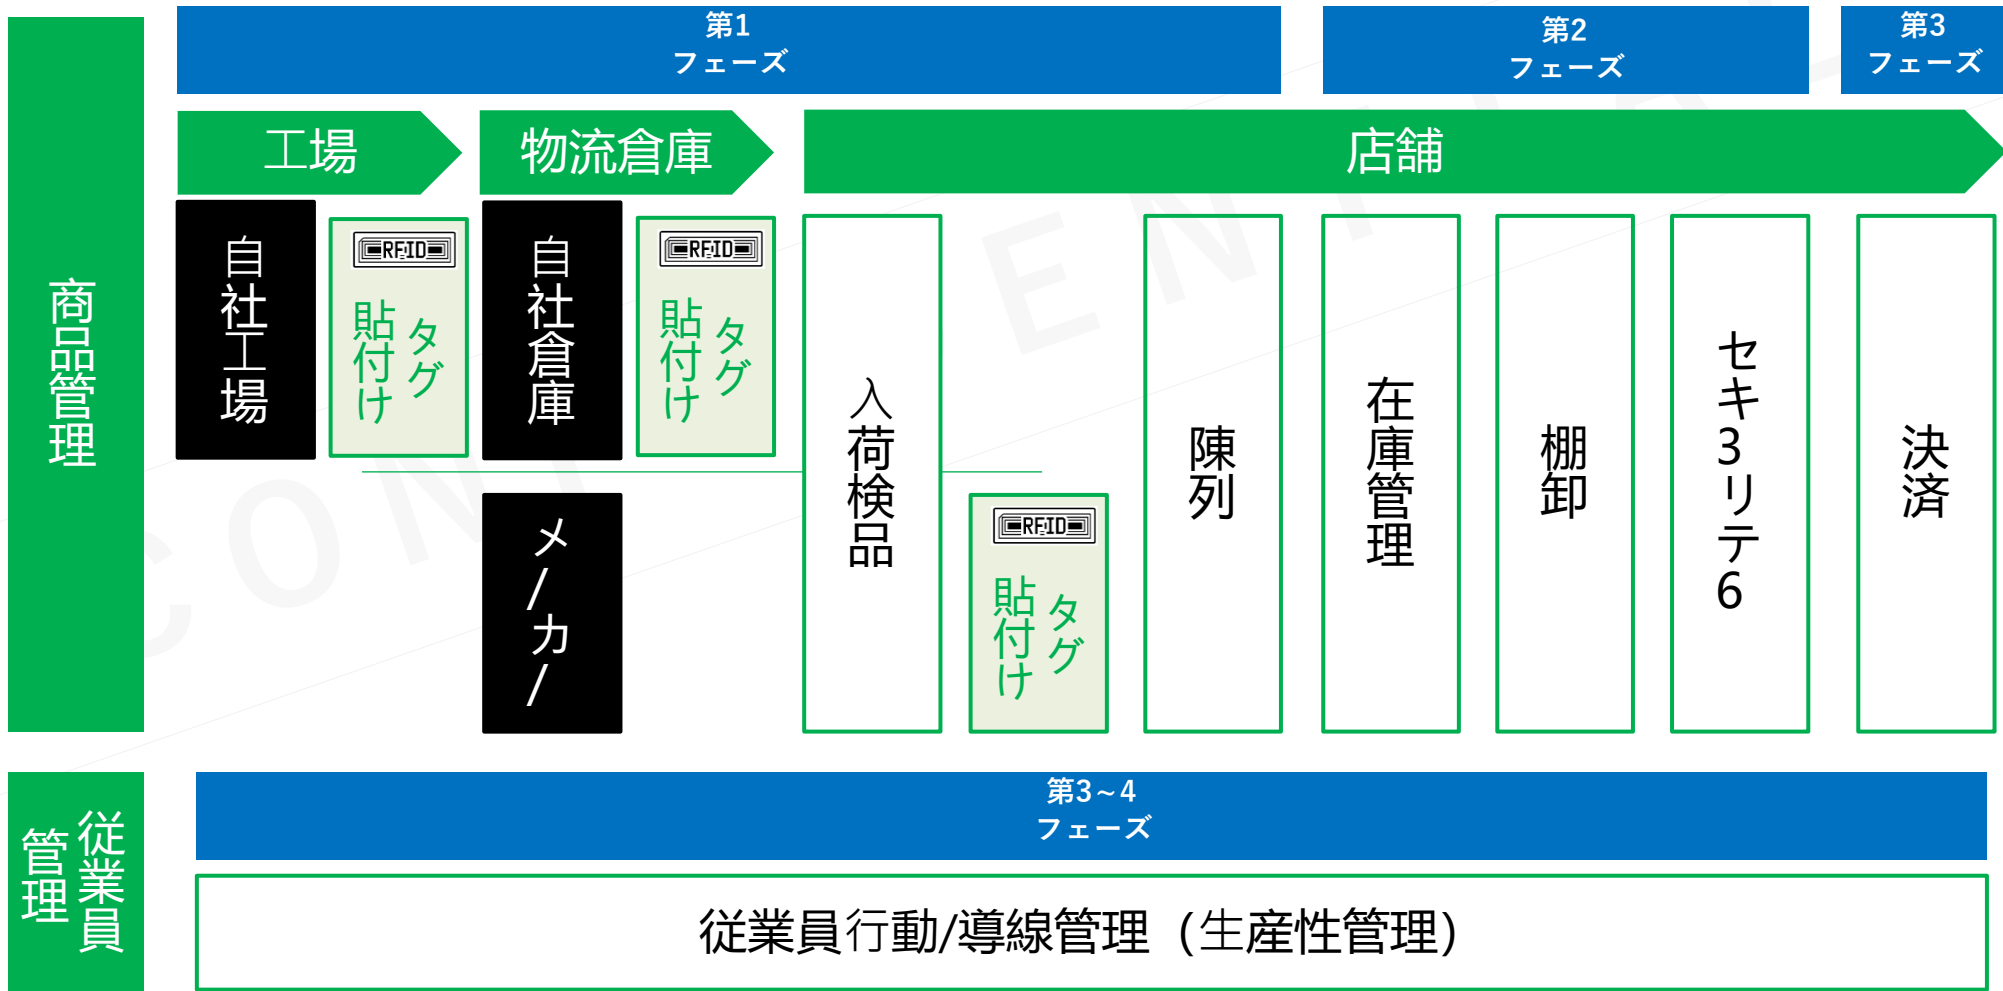 第1
フェーズ
第2
フェーズ
第3
フェーズ
商品管理
工場
物流倉庫
店舗
自社工場
RFID
タグ
貼付け
自社倉庫
RFID
タグ
貼付け
メ/カ/
入荷検品
RFID
タグ
貼付け
陳列
在庫管理
棚卸
セキ3リテ6
決済
従業員
管理
第3~4
フェーズ
従業員行動/導線管理（生産性管理）